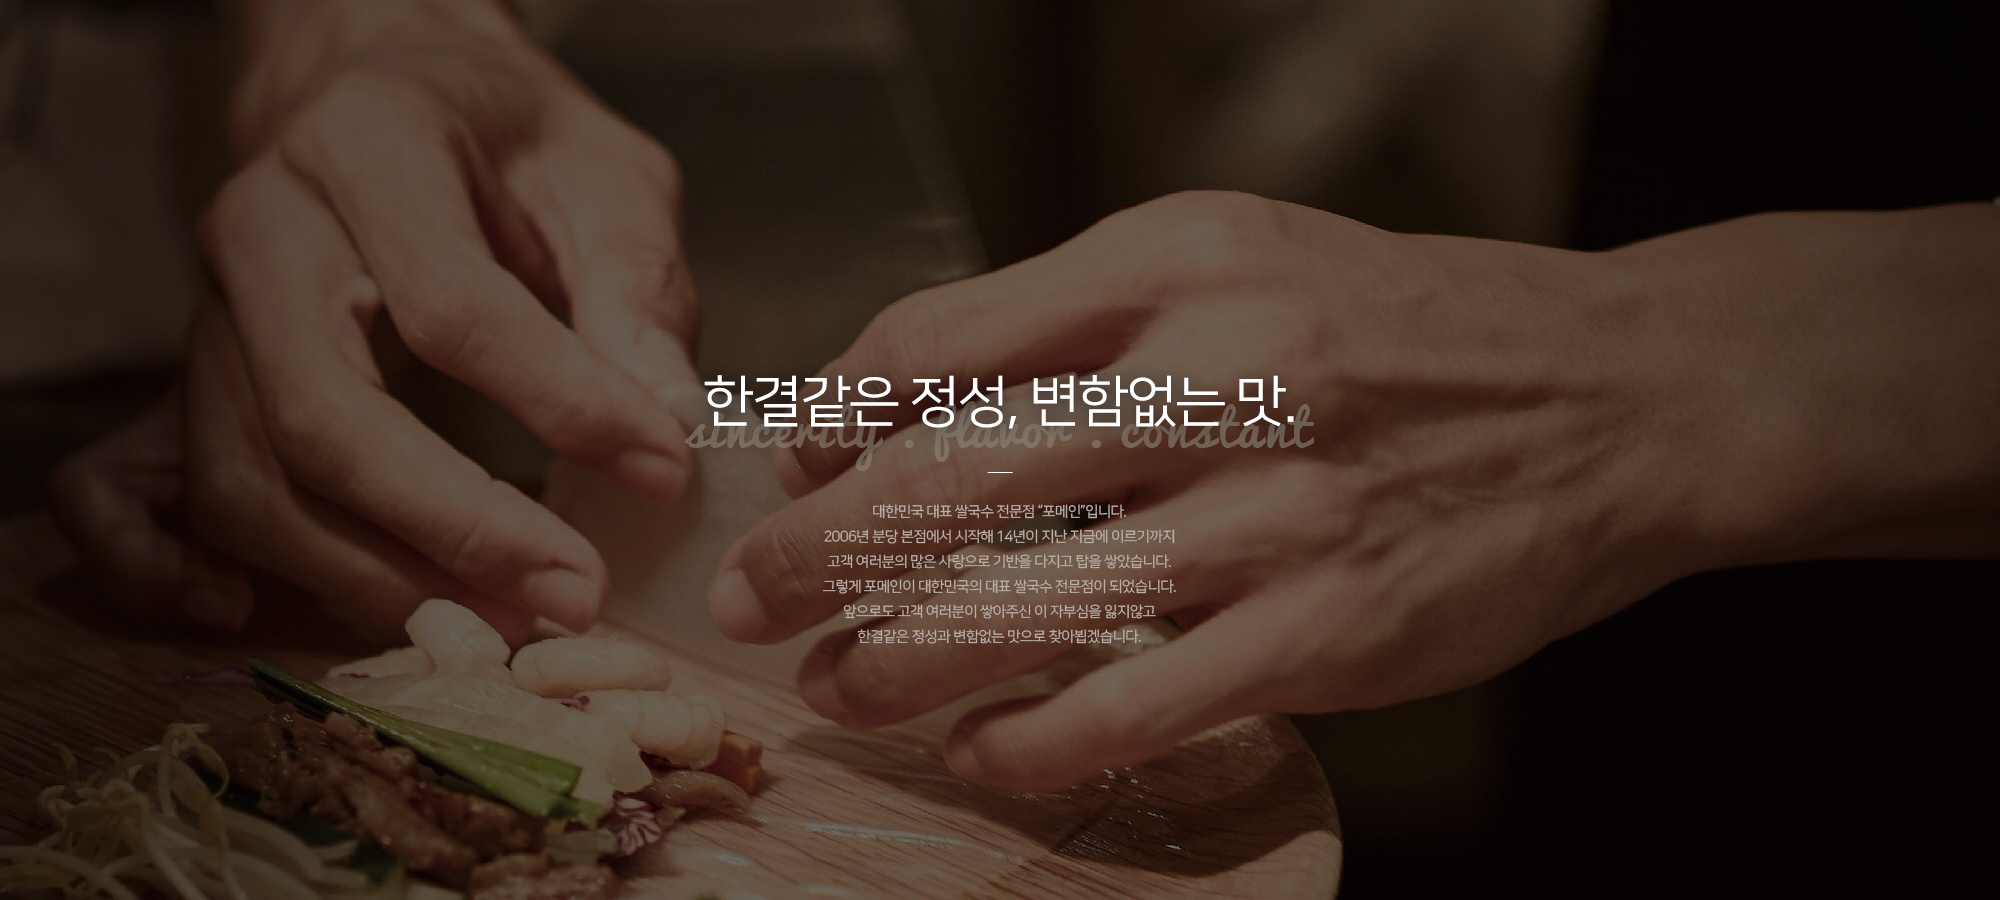 한결같은 정성, 변함없는 맛.
sincerity . flavor . constant
대한민국 대표 쌀국수 전문점 “포메인”입니다.
2006년 분당 본점에서 시작해 14년이 지난 지금에 이르기까지
고객 여러분의 많은 사랑으로 기반을 다지고 탑을 쌓았습니다.
그렇게 포메인이 대한민국의 대표 쌀국수 전문점이 되었습니다.
앞으로도 고객 여러분이 쌓아주신 이 자부심을 잃지않고
한결같은 정성과 변함없는 맛으로 찾아뵙겠습니다.